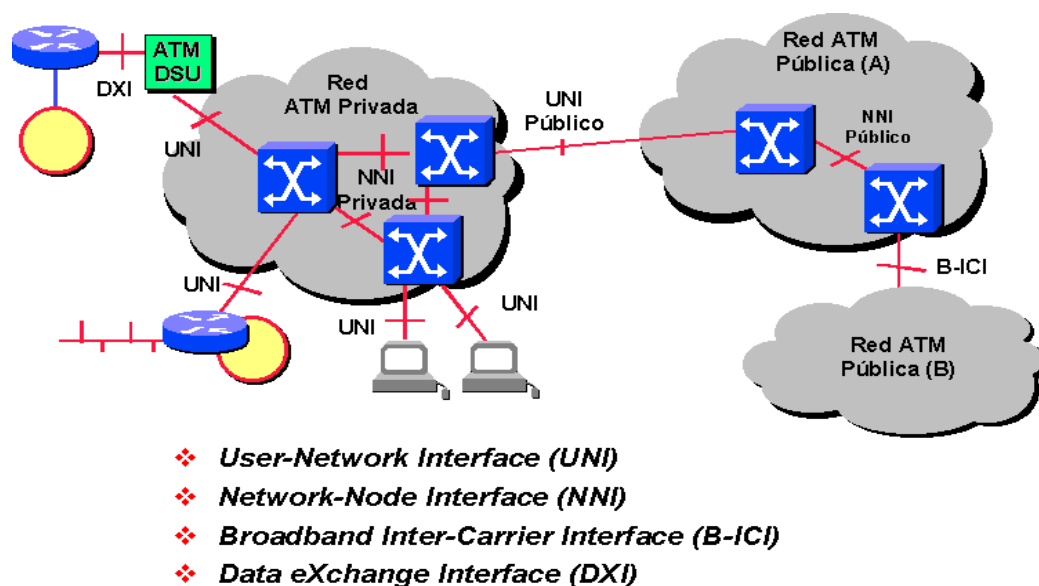 ATM
DSU
DXI
UNI
Red
ATM Privada
NNI
Privada
UNI
Público
Red ATM
Pública (A)
NNI
Público
B-ICI
Red ATM
Pública (B)
UNI
UNI
UNI
❖ User-Network Interface (UNI)
❖ Network-Node Interface (NNI)
❖ Broadband Inter-Carrier Interface (B-ICI)
❖ Data eXchange Interface (DXI)